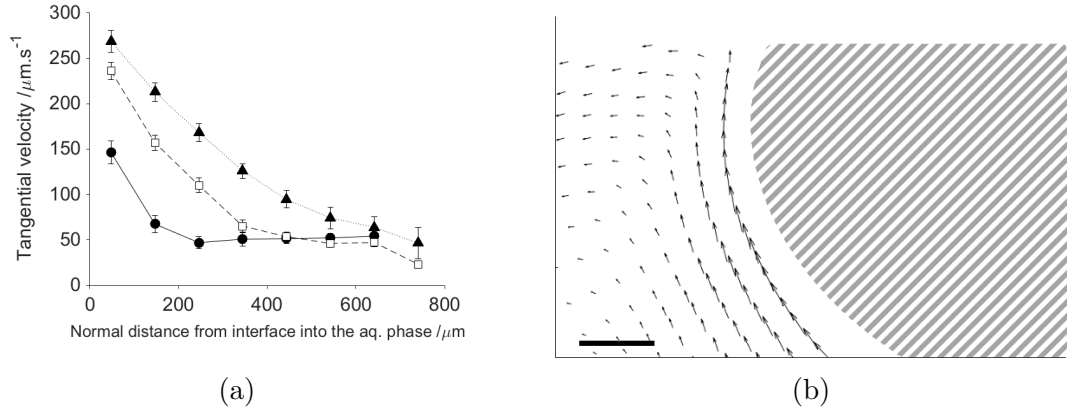 300
250
200
150
100
50
0
Tangential velocity /μm.s⁻¹
0 200 400 600 800
Normal distance from interface into the aq. phase /μm
(a) (b)